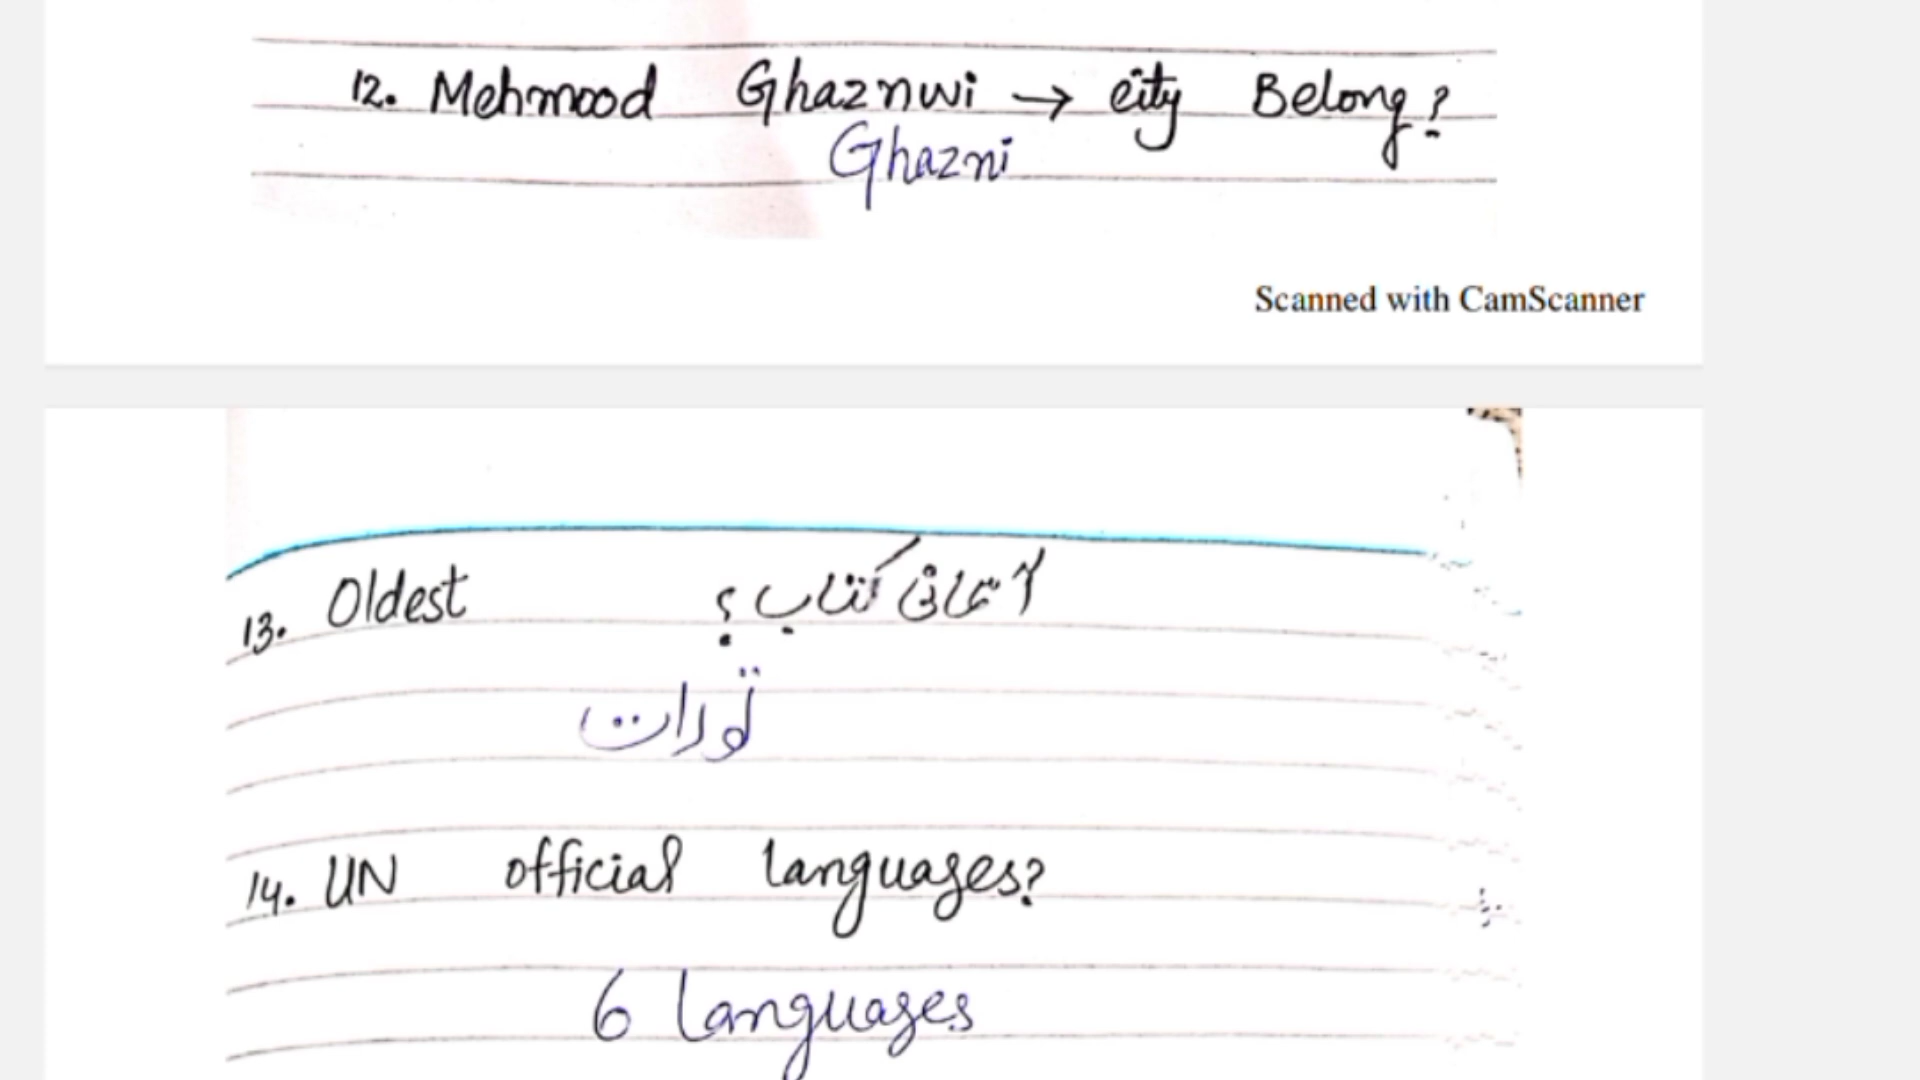 12. Mehmood Ghaznwi → city Belong?
Ghazni
Scanned with CamScanner
13. Oldest آسمانی کتاب؟
تورات
14. UN official languages?
6 languages